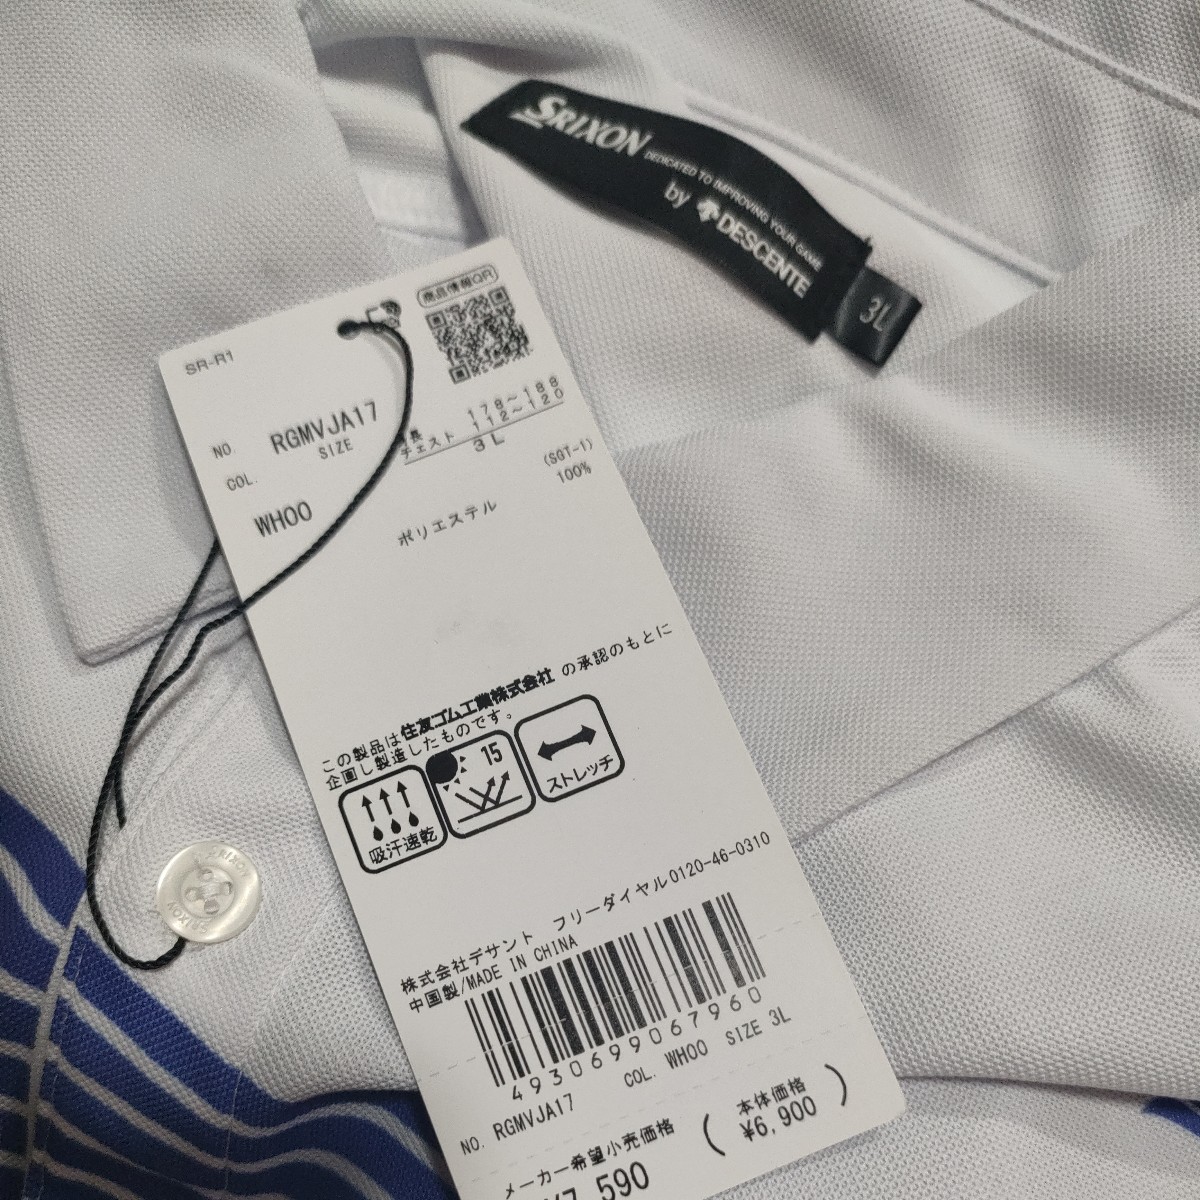 SRIXON
DEDICATED TO IMPROVING YOUR GAME
by DESCENTE
3L
商品情報QR
SR-R1
178~188
チェスト 112~120
NO. RGMVJA17
SIZE 3L
COL. WH00
(SGT-1)
ポリエステル 100%
この製品は住友ゴム工業株式会社 の承認のもとに
企画し製造したものです。
吸汗速乾
15
ストレッチ
SRIXON
株式会社デサント フリーダイヤル0120-46-0310
中国製/MADE IN CHINA
4930699067960
COL. WH00 SIZE 3L
NO. RGMVJA17
メーカー希望小売価格
(本体価格
¥6,900)
¥7,590